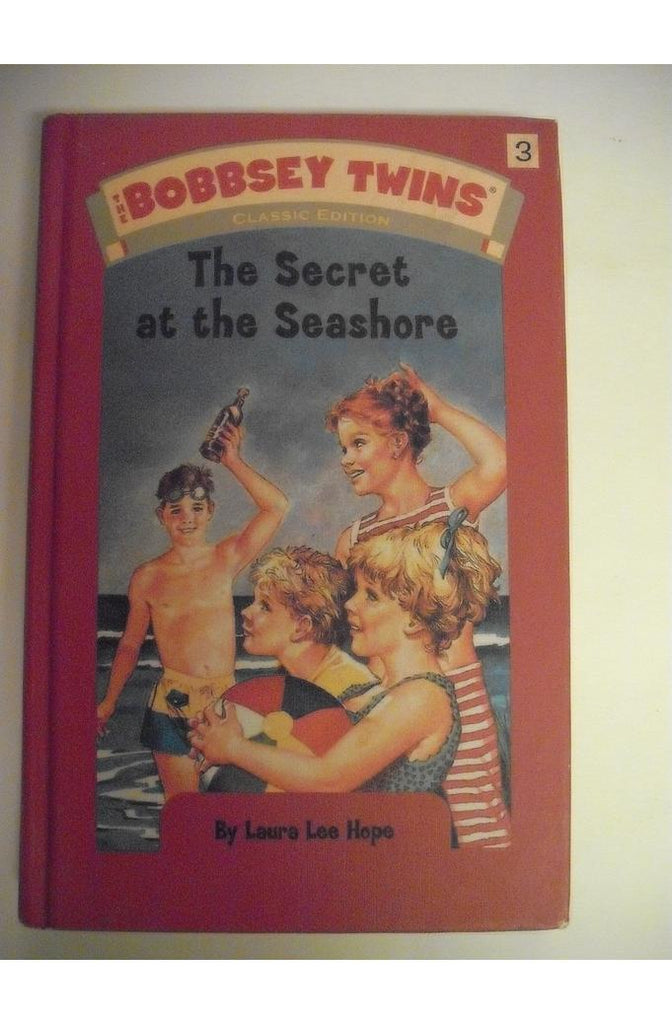 3
THE BOBBSEY TWINS®
CLASSIC EDITION
The Secret
at the Seashore
By Laura Lee Hope